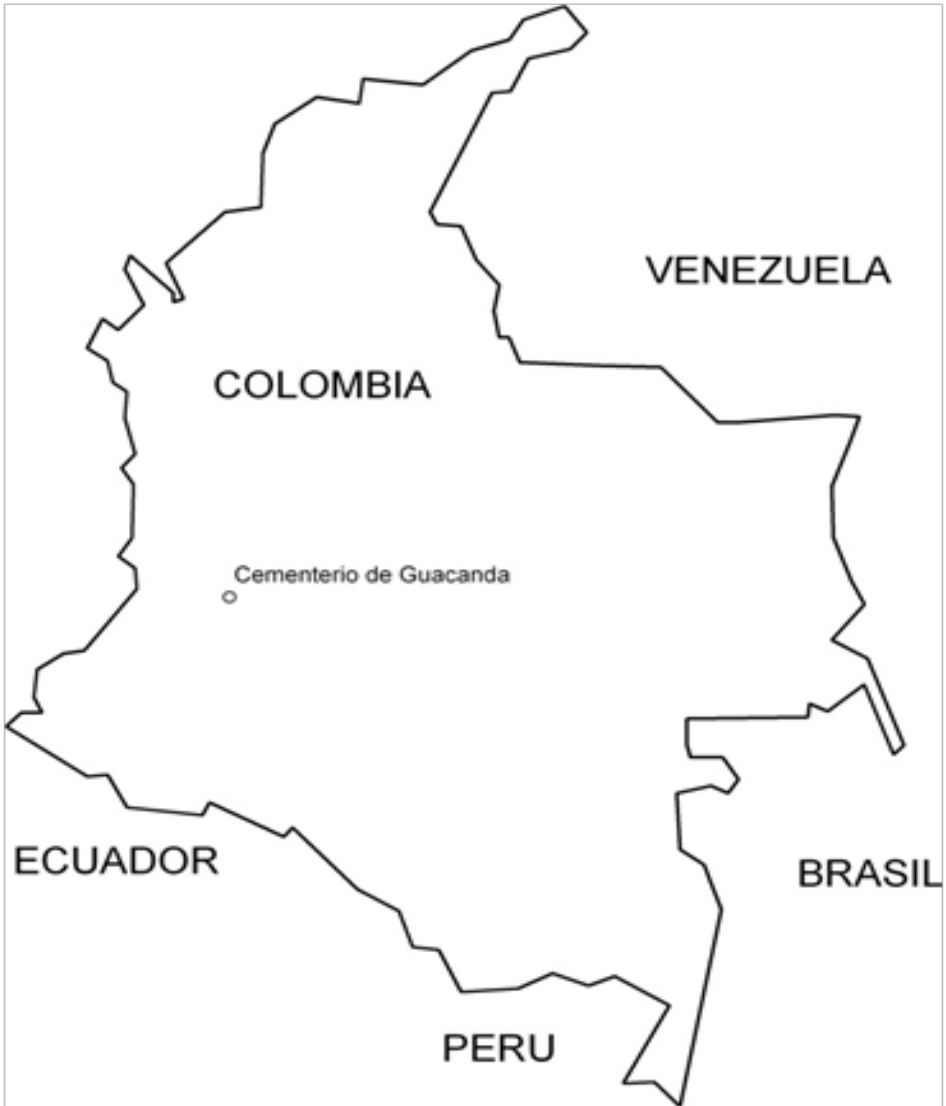 VENEZUELA
COLOMBIA
Cementerio de Guacanda
ECUADOR
BRASIL
PERU